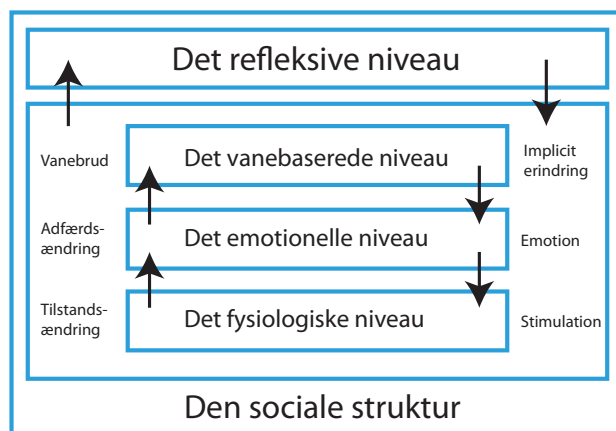 Det refleksive niveau
Vanebrud
Det vanebaserede niveau
Implicit
erindring
Adfærds-
ændring
Det emotionelle niveau
Emotion
Tilstands-
ændring
Det fysiologiske niveau
Stimulation
Den sociale struktur